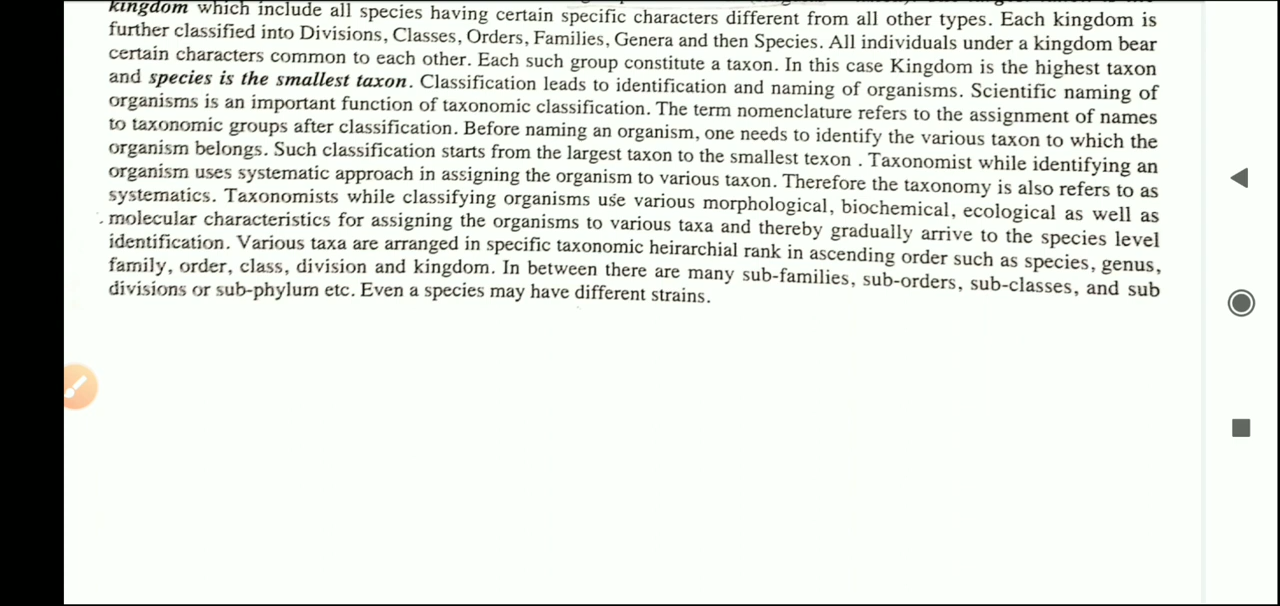 kingdom which include all species having certain specific characters different from all other types. Each kingdom is
further classified into Divisions, Classes, Orders, Families, Genera and then Species. All individuals under a kingdom bear
certain characters common to each other. Each such group constitute a taxon. In this case Kingdom is the highest taxon
and species is the smallest taxon. Classification leads to identification and naming of organisms. Scientific naming of
organisms is an important function of taxonomic classification. The term nomenclature refers to the assignment of names
to taxonomic groups after classification. Before naming an organism, one needs to identify the various taxon to which the
organism belongs. Such classification starts from the largest taxon to the smallest texon . Taxonomist while identifying an
organism uses systematic approach in assigning the organism to various taxon. Therefore the taxonomy is also refers to as
systematics. Taxonomists while classifying organisms use various morphological, biochemical, ecological as well as
molecular characteristics for assigning the organisms to various taxa and thereby gradually arrive to the species level
identification. Various taxa are arranged in specific taxonomic heirarchial rank in ascending order such as species, genus,
family, order, class, division and kingdom. In between there are many sub-families, sub-orders, sub-classes, and sub
divisions or sub-phylum etc. Even a species may have different strains.